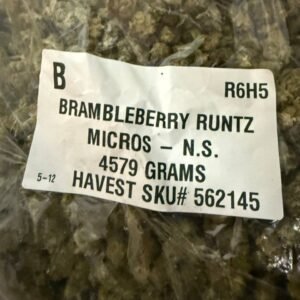 B R6H5
BRAMBLEBERRY RUNTZ
MICROS – N.S.
4579 GRAMS
5-12 HAVEST SKU# 562145